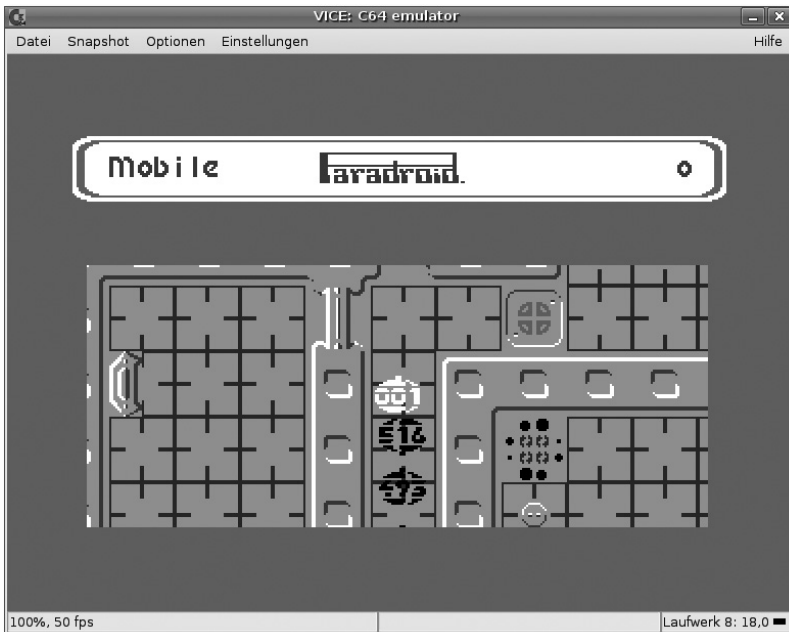 VICE: C64 emulator
Datei Snapshot Optionen Einstellungen Hilfe
Mobile Paradroid. 0
001
516
100%, 50 fps Laufwerk 8: 18,0